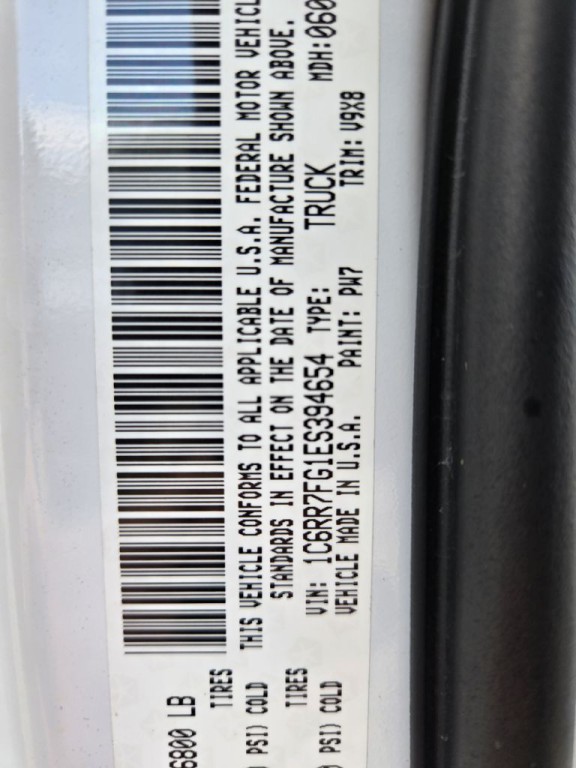 6800 LB
TIRES
PSI) COLD
TIRES
PSI) COLD
THIS VEHICLE CONFORMS TO ALL APPLICABLE U.S.A. FEDERAL MOTOR VEHICL
STANDARDS IN EFFECT ON THE DATE OF MANUFACTURE SHOWN ABOVE.
VIN: 1C6RR7FG1ES394654 TYPE: TRUCK MDH:060
VEHICLE MADE IN U.S.A. PAINT: PW7 TRIM: V9X8